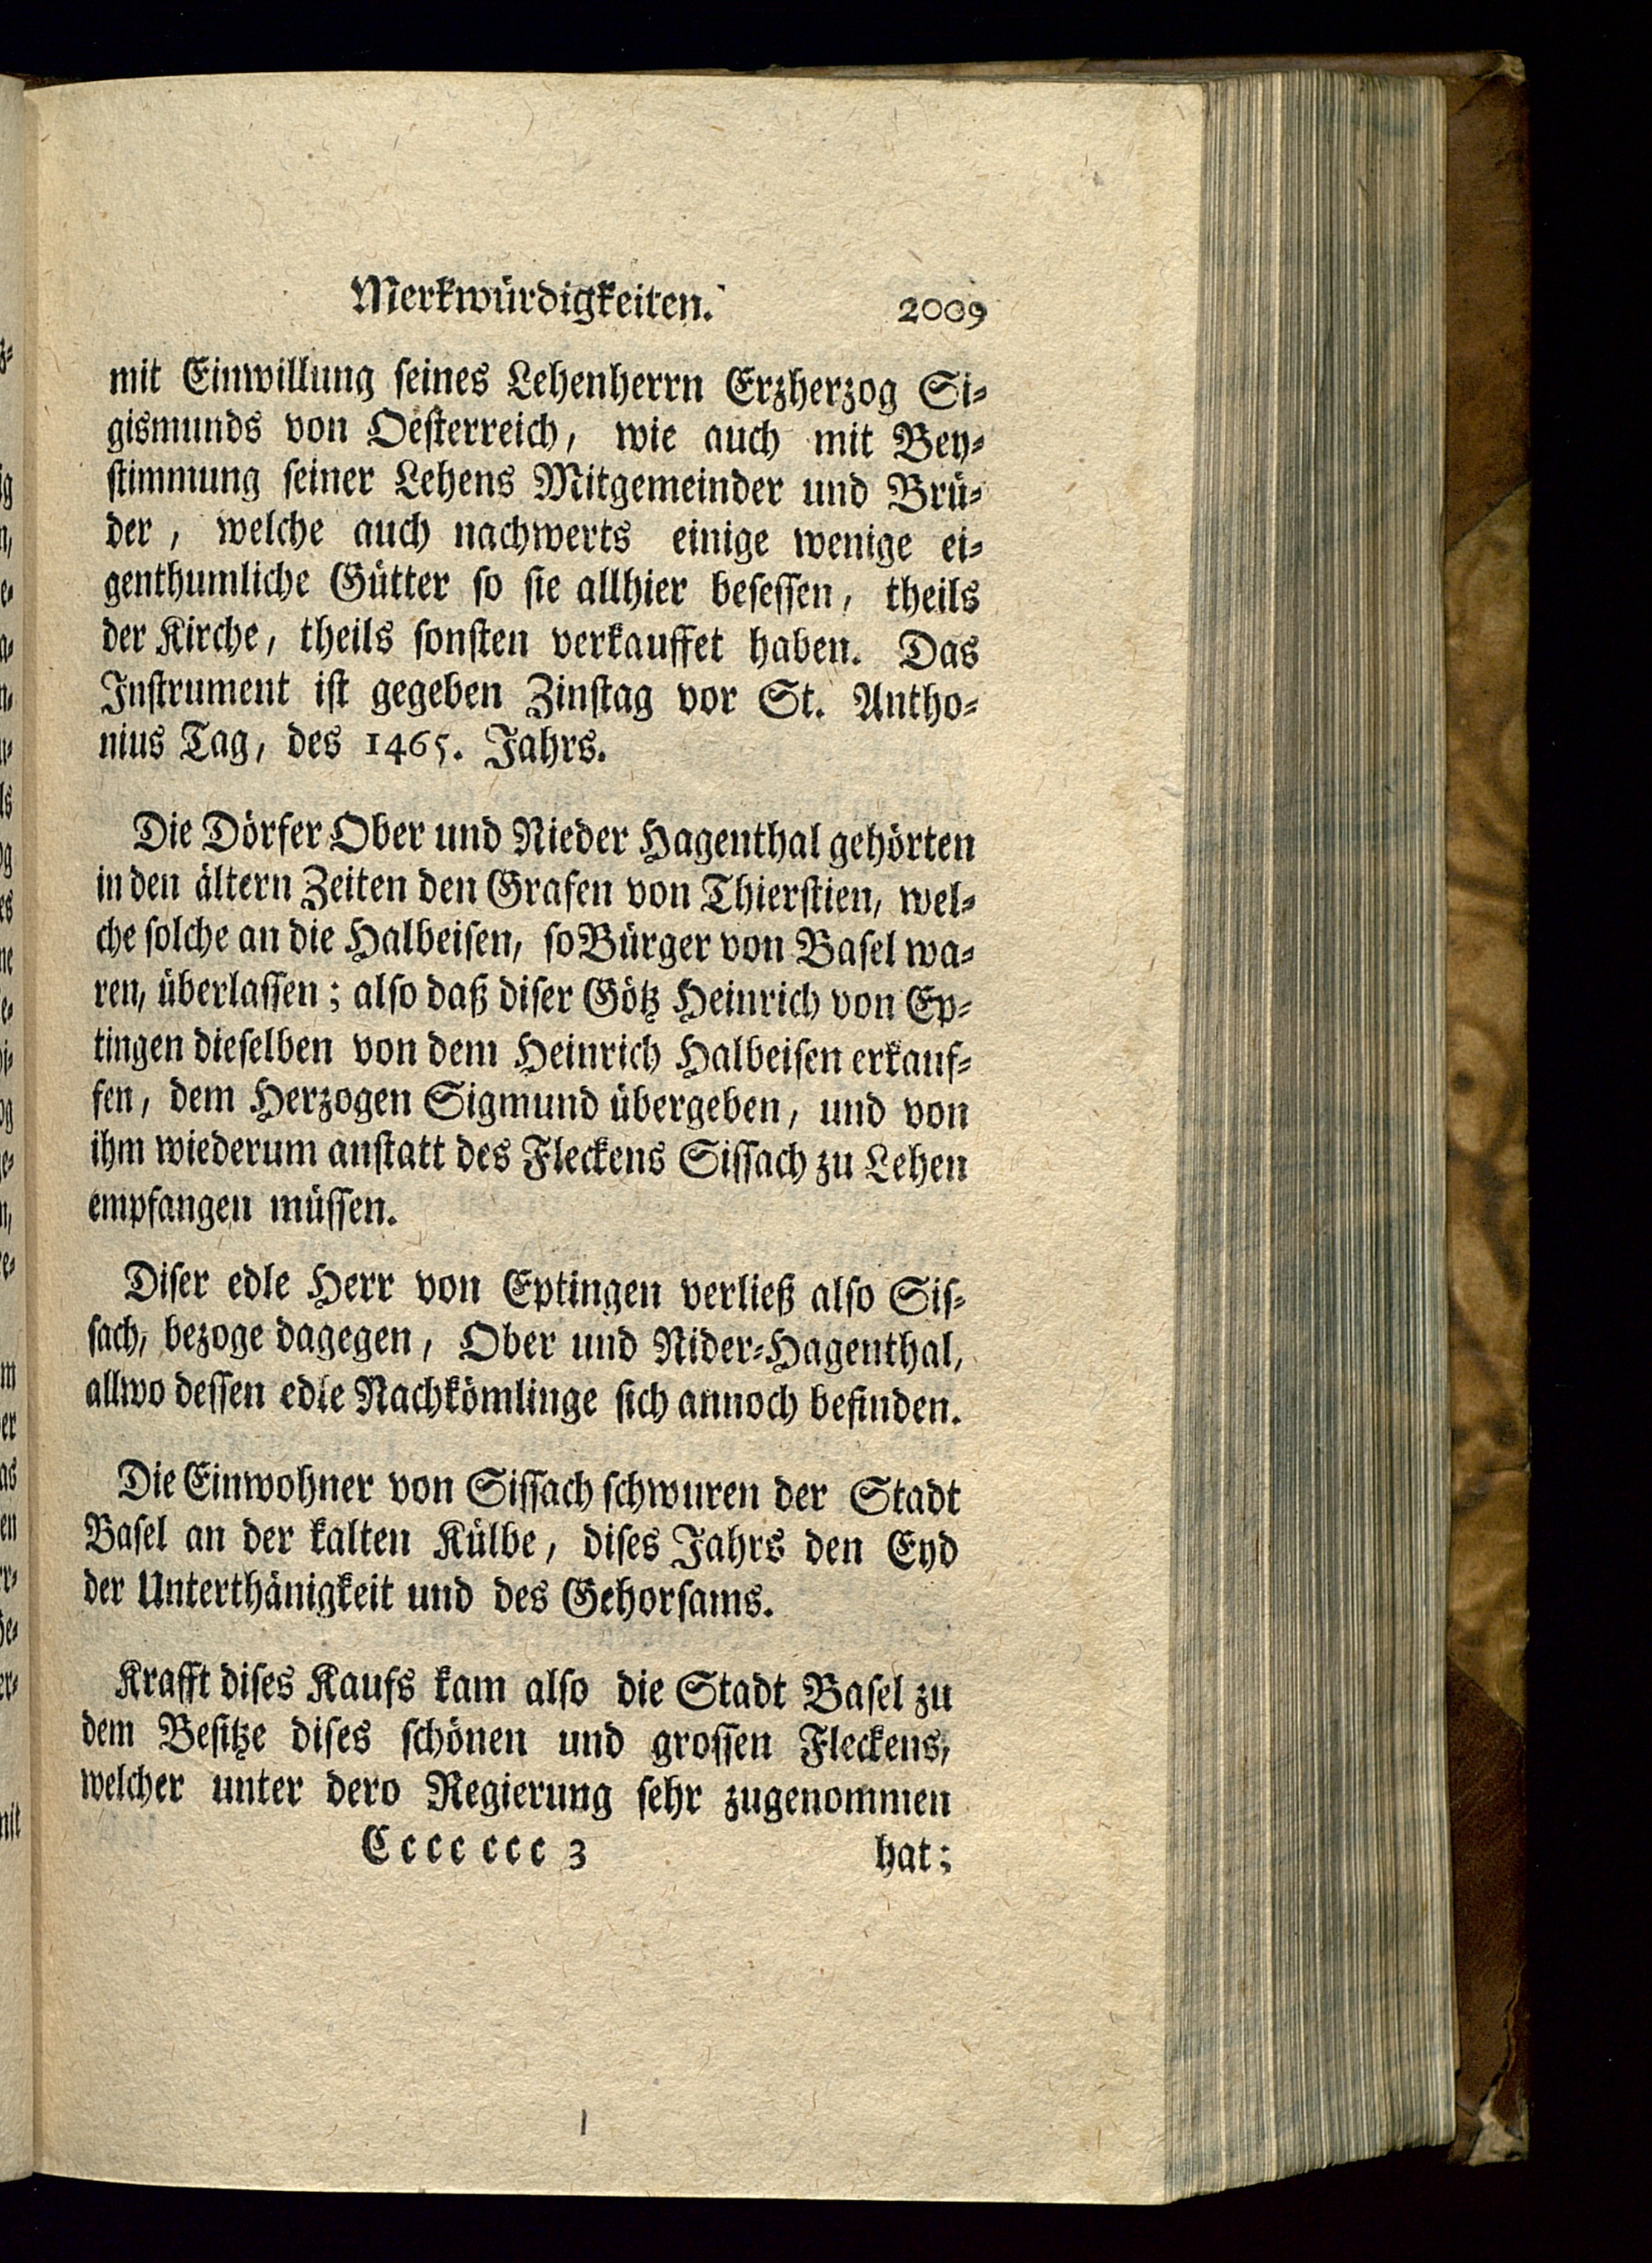 Merkwürdigkeiten. 2009
mit Einwillung ſeines Lehenherrn Erzherzog Si-
gismunds von Oeſterreich, wie auch mit Bey-
ſtimmung ſeiner Lehens Mitgemeinder und Brü-
der, welche auch nachwerts einige wenige ei-
genthumliche Gütter ſo ſie allhier beſeſſen, theils
der Kirche, theils ſonſten verkauffet haben. Das
Inſtrument iſt gegeben Zinſtag vor St. Antho-
nius Tag, des 1465. Jahrs.
Die Dörfer Ober und Nieder Hagenthal gehörten
in den ältern Zeiten den Grafen von Thierſtien, wel-
che ſolche an die Halbeiſen, ſo Bürger von Baſel wa-
ren, überlaſſen; alſo daß diſer Götz Heinrich von Ep-
tingen dieſelben von dem Heinrich Halbeiſen erkauf-
fen, dem Herzogen Sigmund übergeben, und von
ihm wiederum anſtatt des Fleckens Siſſach zu Lehen
empfangen müſſen.
Diſer edle Herr von Eptingen verließ alſo Siſ-
ſach, bezoge dagegen, Ober und Nider-Hagenthal,
allwo deſſen edle Nachkömlinge ſich annoch befinden.
Die Einwohner von Siſſach ſchwuren der Stadt
Baſel an der kalten Külbe, diſes Jahrs den Eyd
der Unterthänigkeit und des Gehorſams.
Krafft diſes Kaufs kam alſo die Stadt Baſel zu
dem Beſitze diſes ſchönen und groſſen Fleckens,
welcher unter dero Regierung ſehr zugenommen
Cccc ccc 3 hat;